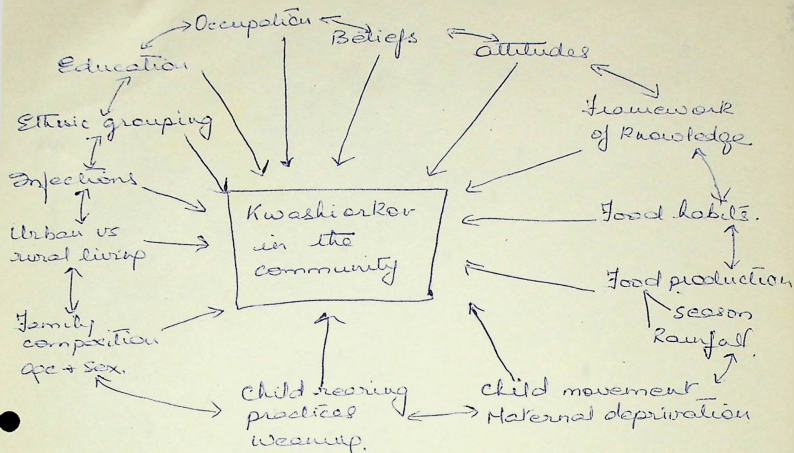 Occupation
Beliefs
attitudes
Education
Framework
of knowledge
Ethnic grouping
Infections
Kwashiorkor
in the
community
Food habits.
Urban vs
rural living
Food production
season
Rainfall.
Family
composition
age + sex.
Child rearing
practices
weaning.
Child movement
Maternal deprivation